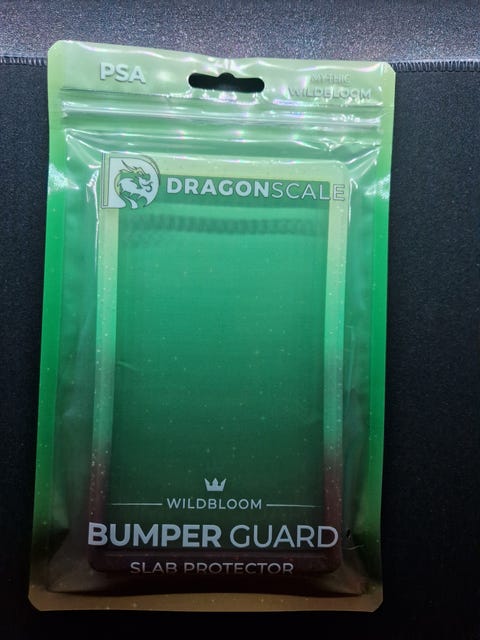 PSA
MYTHIC
WILDBLOOM
DRAGONSCALE
WILDBLOOM
BUMPER GUARD
SLAB PROTECTOR